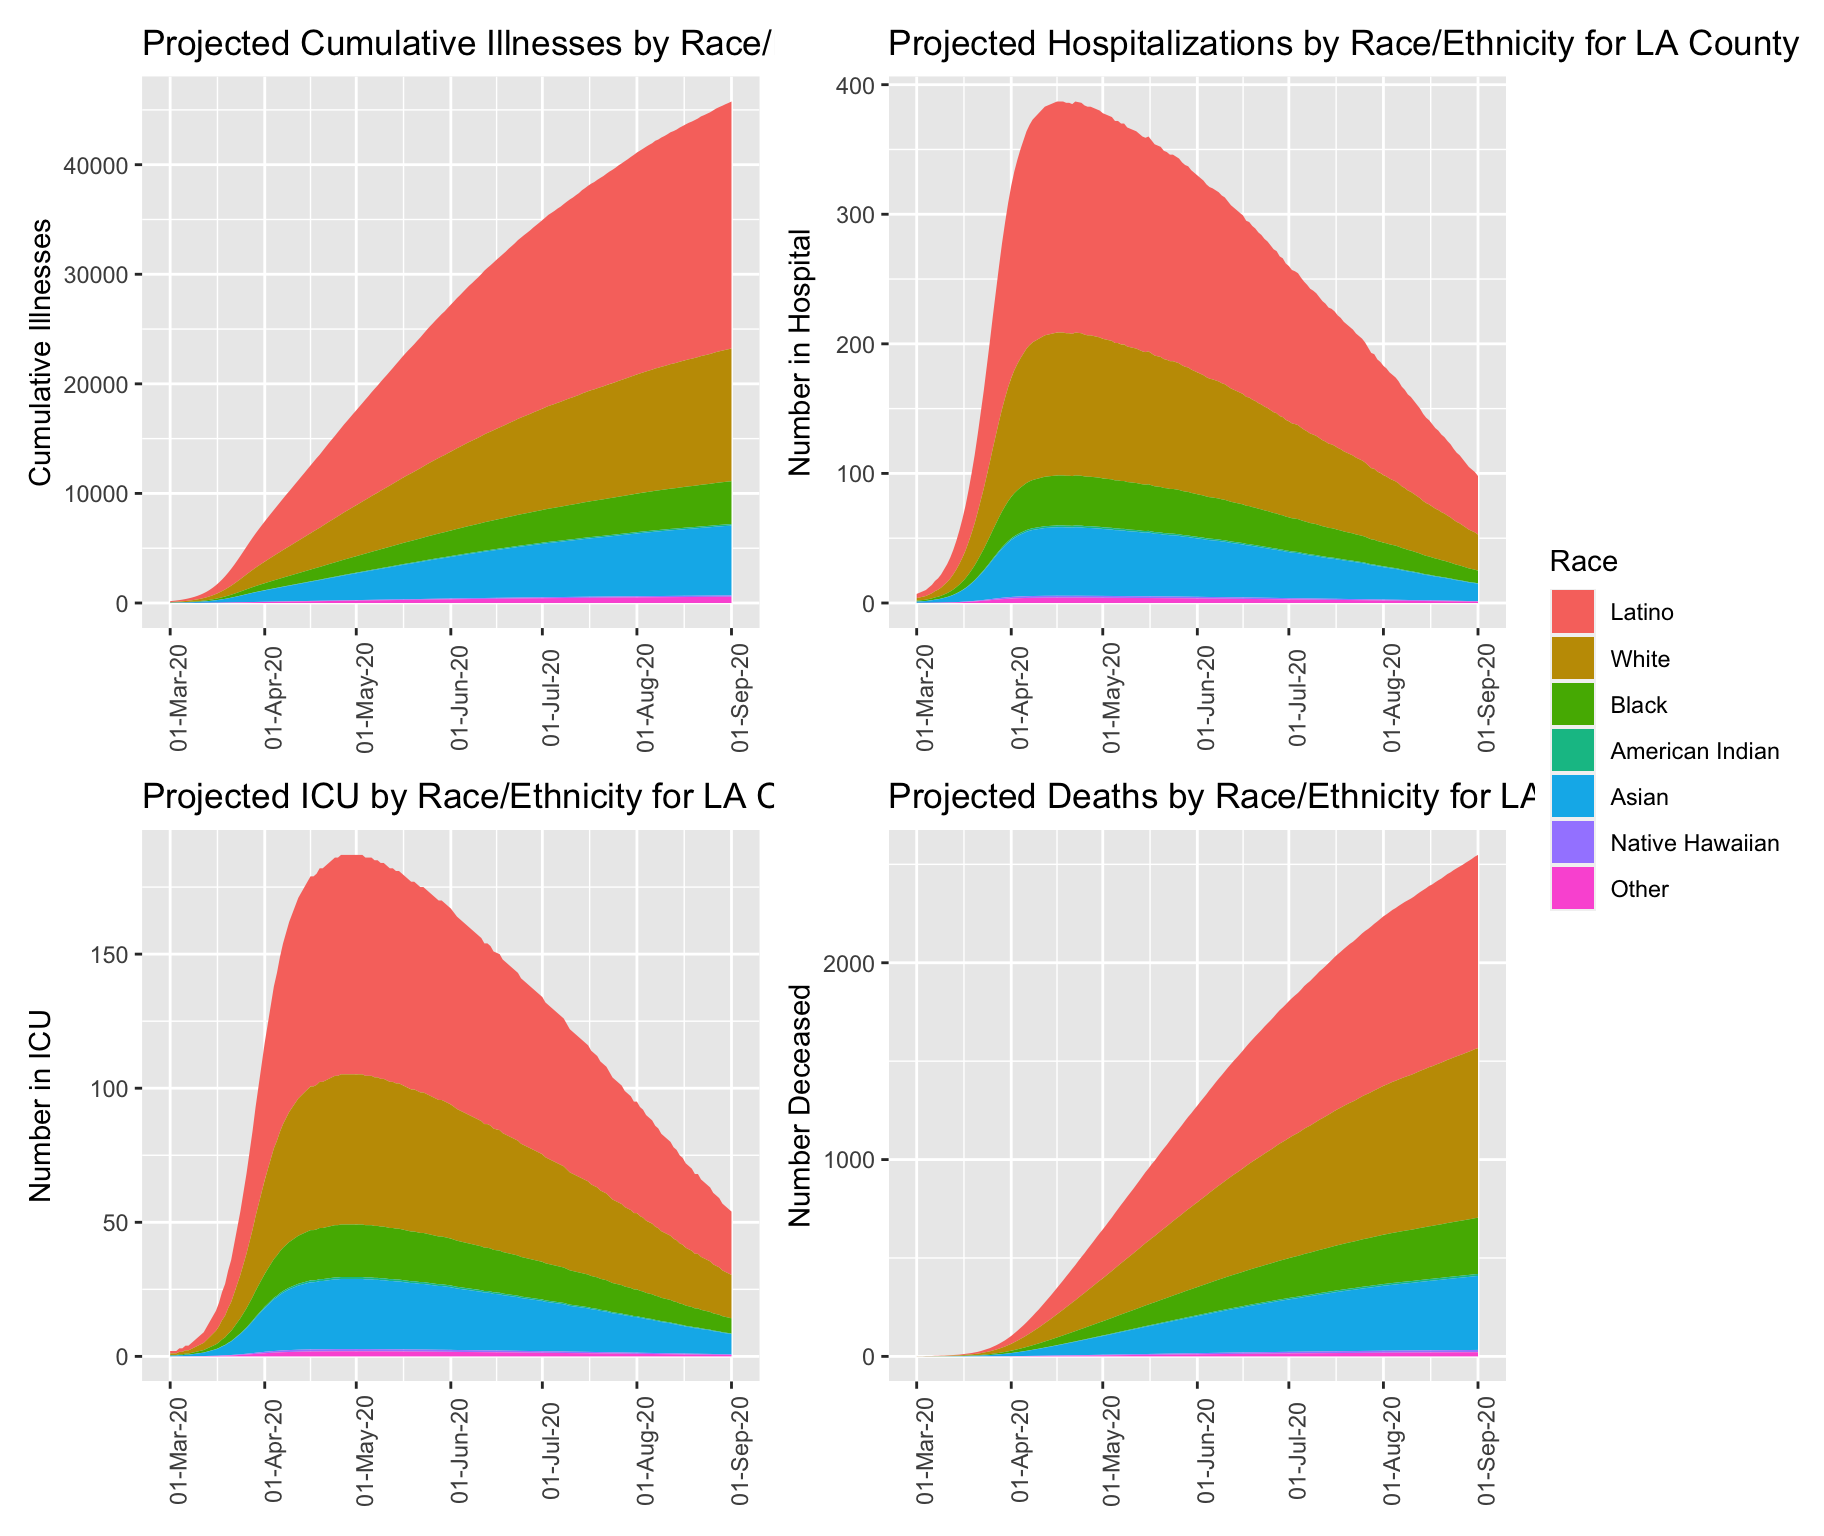 Projected Cumulative Illnesses by Race/
Cumulative Illnesses
40000
30000
20000
10000
0
01-Mar-20
01-Apr-20
01-May-20
01-Jun-20
01-Jul-20
01-Aug-20
01-Sep-20
Projected Hospitalizations by Race/Ethnicity for LA County
Number in Hospital
400
300
200
100
0
01-Mar-20
01-Apr-20
01-May-20
01-Jun-20
01-Jul-20
01-Aug-20
01-Sep-20
Projected ICU by Race/Ethnicity for LA C
Number in ICU
150
100
50
0
01-Mar-20
01-Apr-20
01-May-20
01-Jun-20
01-Jul-20
01-Aug-20
01-Sep-20
Projected Deaths by Race/Ethnicity for LA
Number Deceased
2000
1000
0
01-Mar-20
01-Apr-20
01-May-20
01-Jun-20
01-Jul-20
01-Aug-20
01-Sep-20
Race
Latino
White
Black
American Indian
Asian
Native Hawaiian
Other